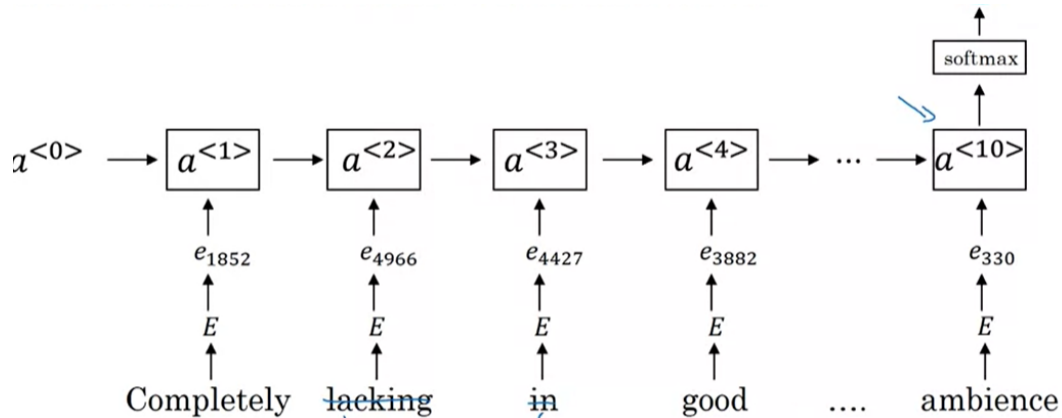 softmax
a<0> a<1> a<2> a<3> a<4> ... a<10>
e1852 e4966 e4427 e3882 e330
E E E E E
Completely lacking in good .... ambience